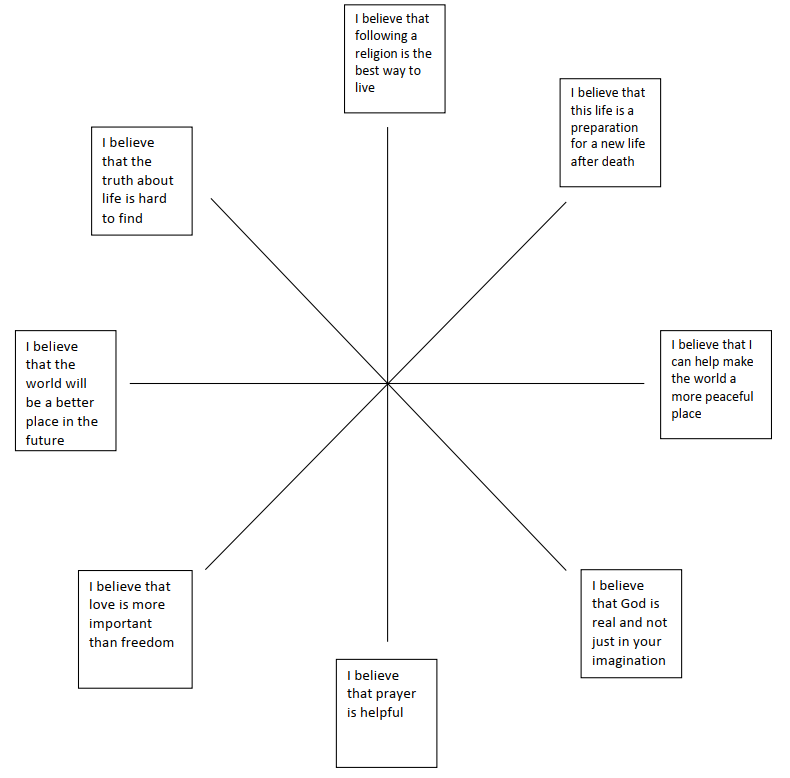 I believe that
following a
religion is the
best way to
live
I believe that
this life is a
preparation
for a new life
after death
I believe
that the
truth about
life is hard
to find
I believe
that the
world will
be a better
place in the
future
I believe that I
can help make
the world a
more peaceful
place
I believe that
love is more
important
than freedom
I believe
that God is
real and not
just in your
imagination
I believe
that prayer
is helpful